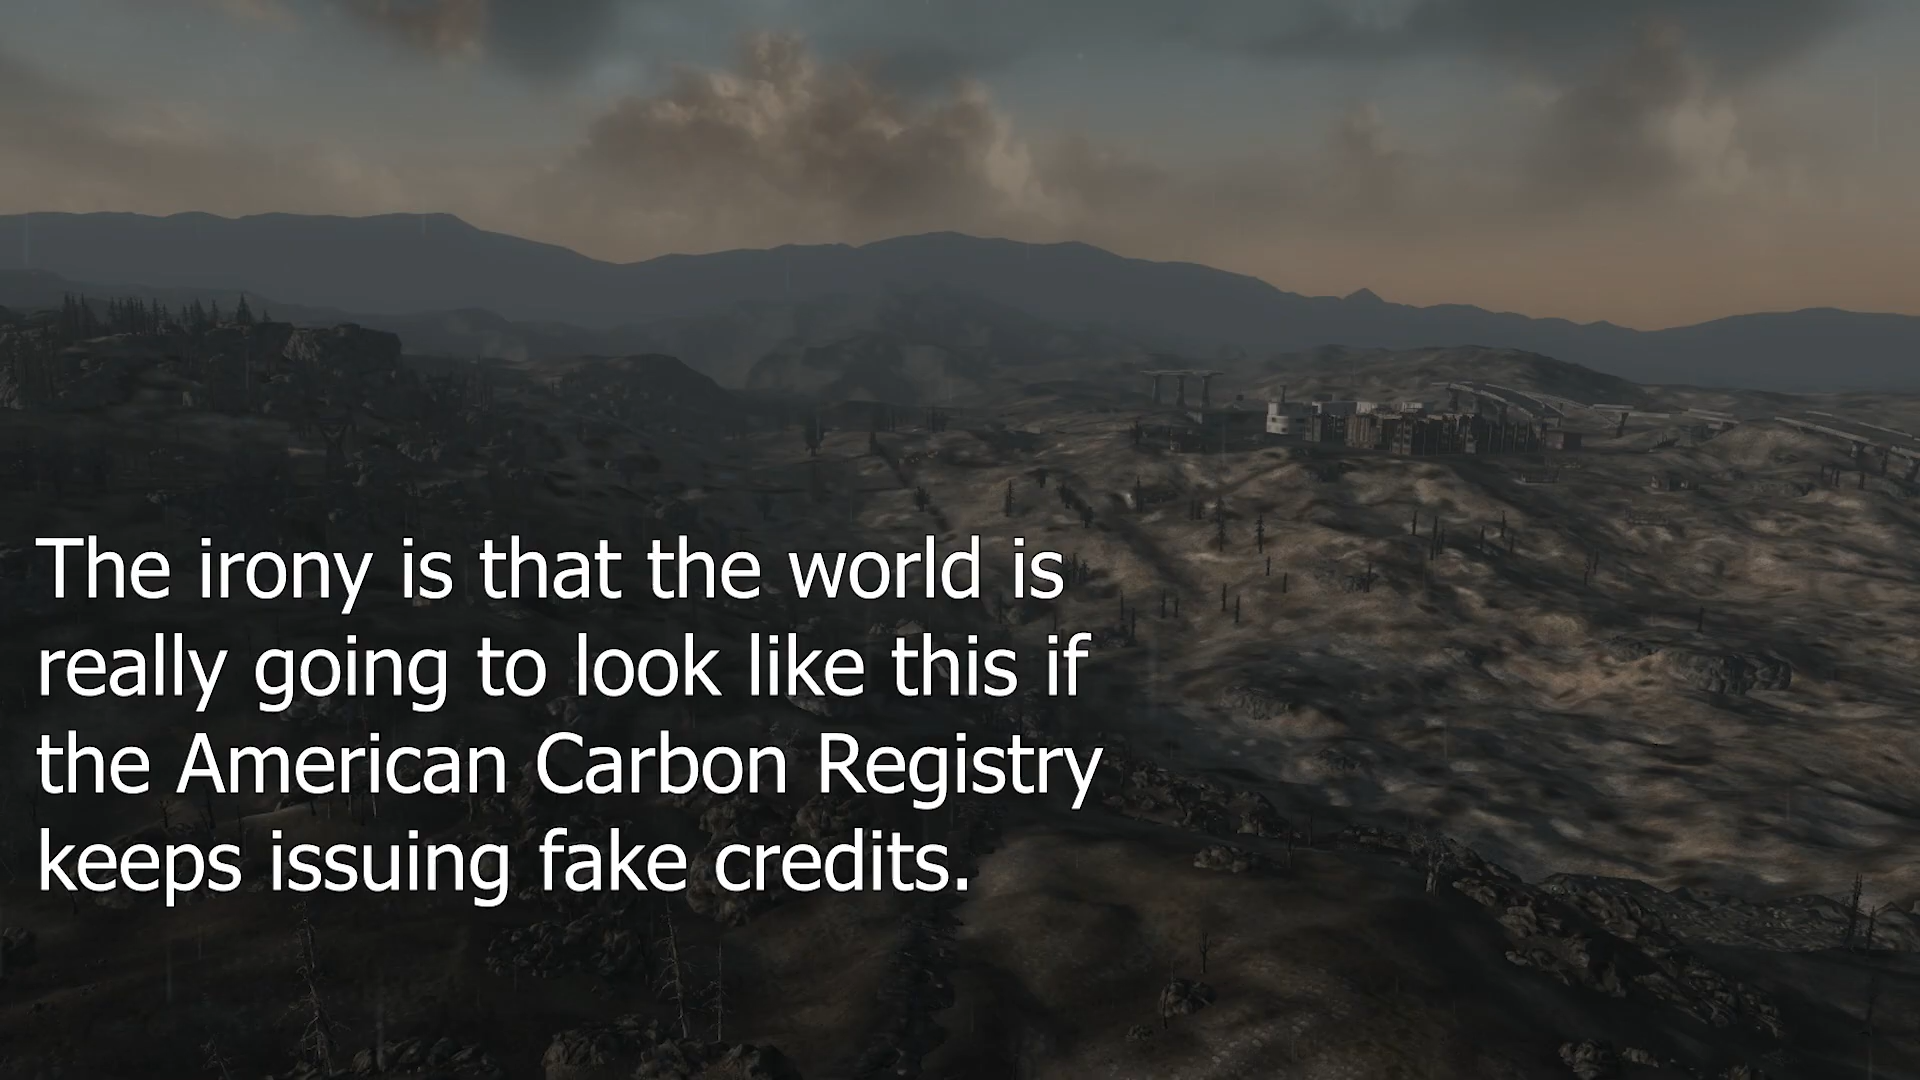 The irony is that the world is
really going to look like this if
the American Carbon Registry
keeps issuing fake credits.